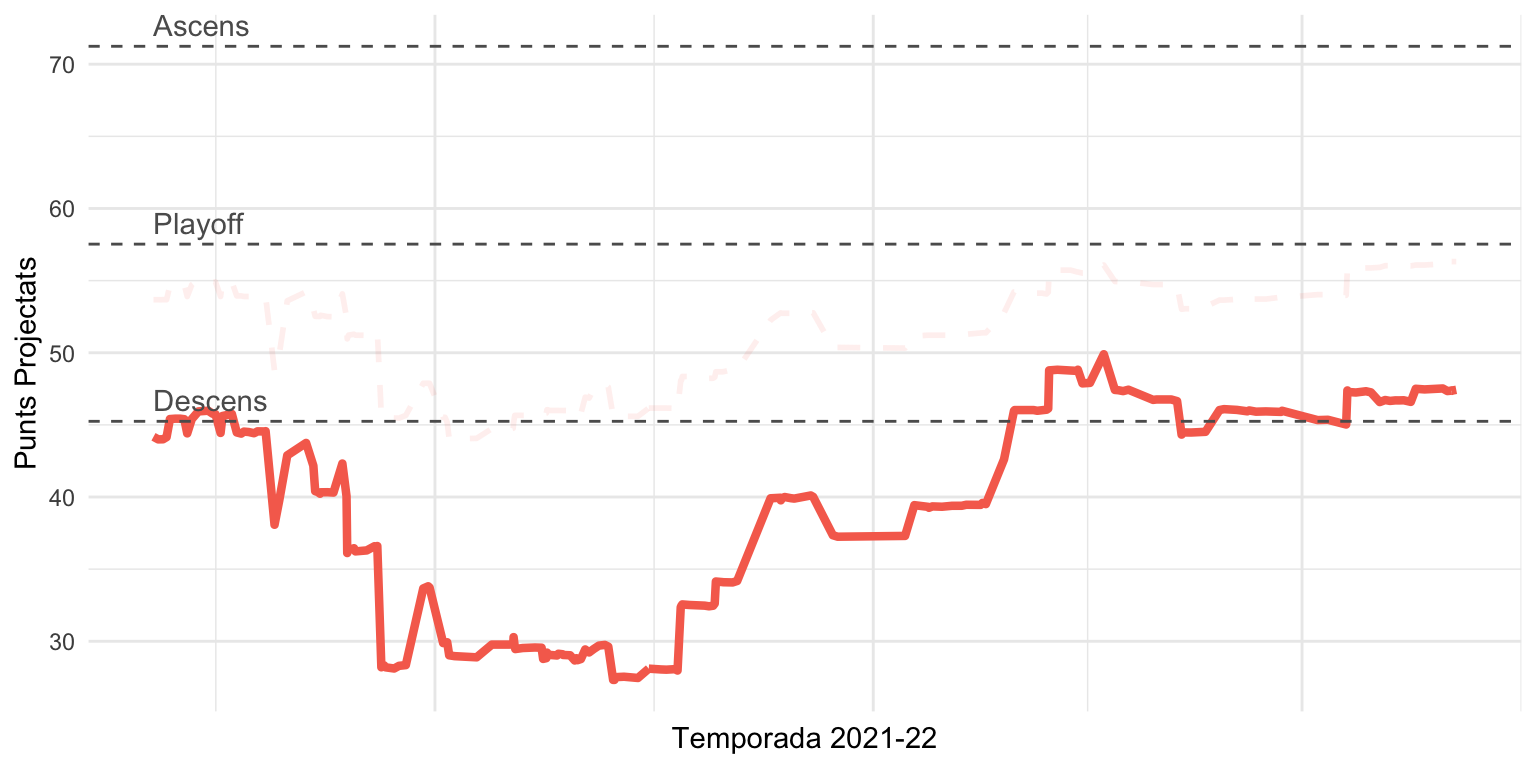 Ascens
70
60
Playoff
50
Descens
40
30
Punts Projectats
Temporada 2021-22